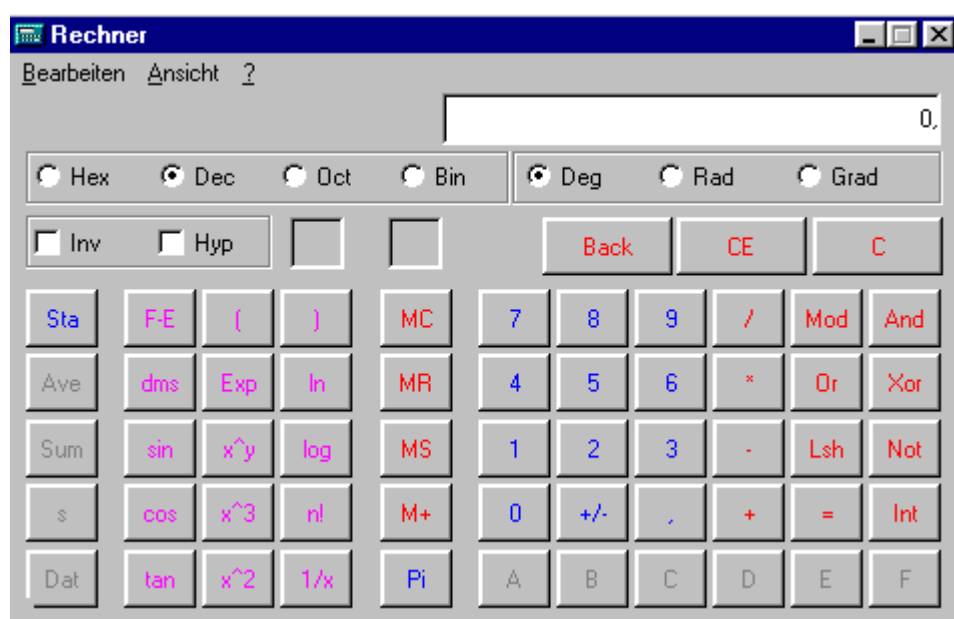 Rechner
Bearbeiten Ansicht ?
0,
Hex Dec Oct Bin Deg Rad Grad
Inv Hyp Back CE C
Sta F-E ( ) MC 7 8 9 / Mod And
Ave dms Exp ln MR 4 5 6 * Or Xor
Sum sin x^y log MS 1 2 3 - Lsh Not
s cos x^3 n! M+ 0 +/- , + = Int
Dat tan x^2 1/x Pi A B C D E F